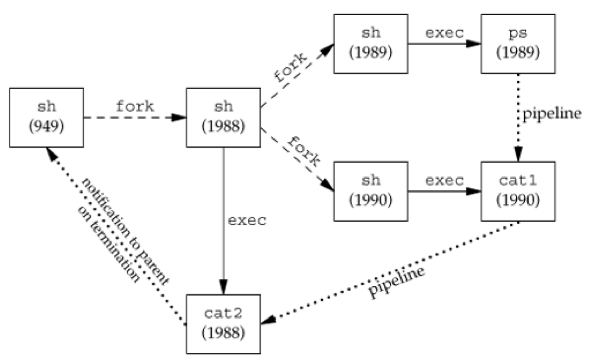 sh
(1989)
exec
ps
(1989)
fork
sh
(949)
fork
sh
(1988)
pipeline
fork
sh
(1990)
exec
cat1
(1990)
notification to parent
on termination
exec
pipeline
cat2
(1988)